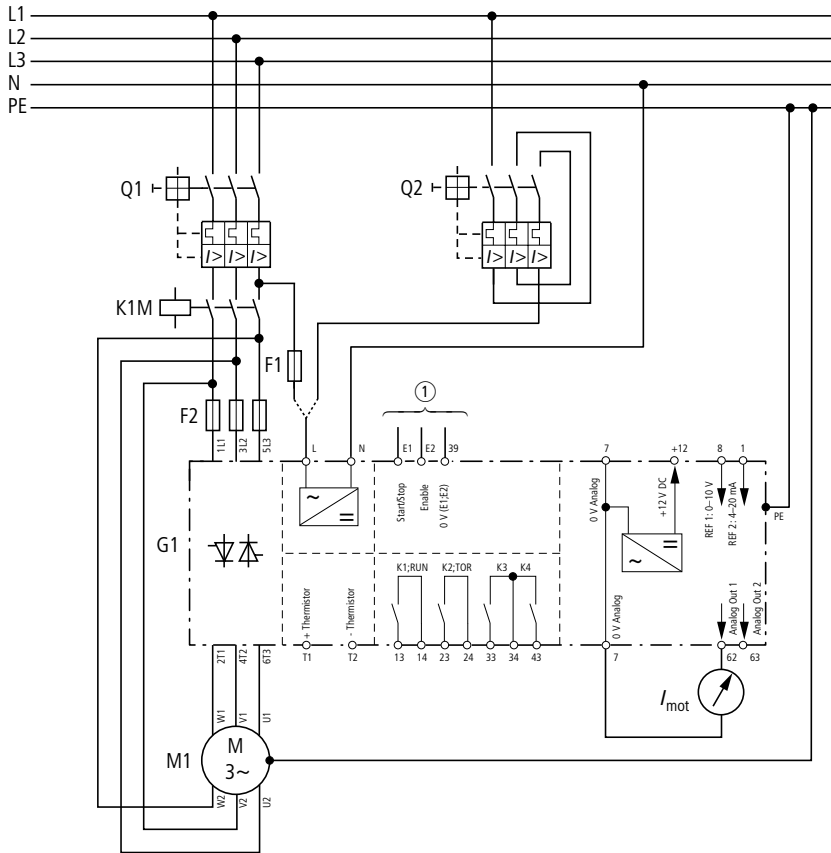 L1
L2
L3
N
PE
Q1
Q2
I> I> I>
I> I> I>
K1M
F1
F2
1
1L1
3L2
5L3
L
N
E1
E2
39
7
+12
8
1
Start/Stop
Enable
0 V (E1;E2)
0 V Analog
+12 V DC
REF 1: 0–10 V
REF 2: 4–20 mA
PE
~
=
=
~
G1
K1;RUN
K2;TOR
K3
K4
+ Thermistor
- Thermistor
0 V Analog
Analog Out 1
Analog Out 2
2T1
4T2
6T3
T1
T2
13
14
23
24
33
34
43
7
62
63
Imot
W1
V1
U1
M1
M
3~
W2
V2
U2